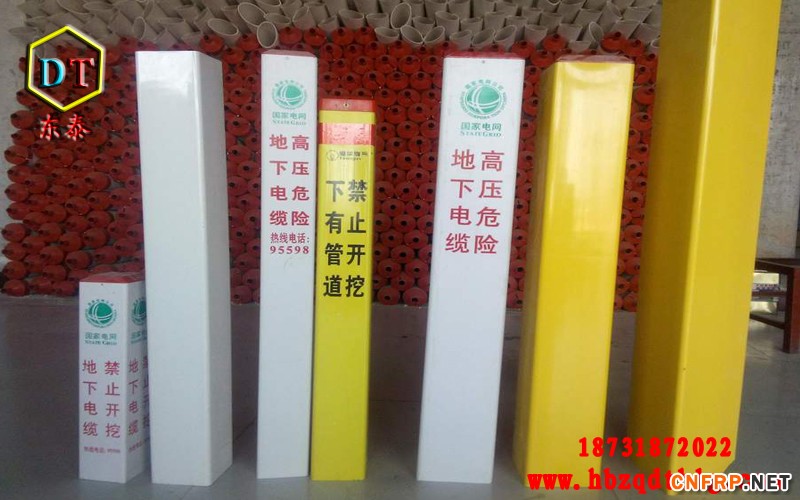 DT
东泰
国家电网
STATE GRID
禁止开挖
地下电缆
国家电网
STATE GRID
高压危险
地下电缆
热线电话:
95598
禁止开挖
下有管道
国家电网
STATE GRID
高压危险
地下电缆
18731872022
CNFRP.NET